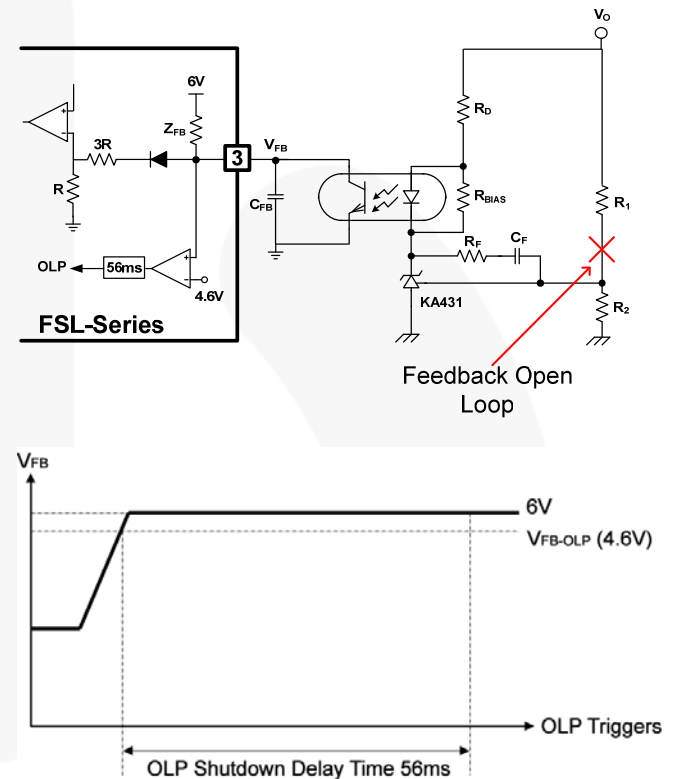 Vo
6V
RD
ZFB
3R
3
VFB
RBIAS
R1
R
CFB
RF
CF
OLP
56ms
4.6V
KA431
R2
FSL-Series
Feedback Open
Loop
VFB
6V
VFB-OLP (4.6V)
OLP Triggers
OLP Shutdown Delay Time 56ms